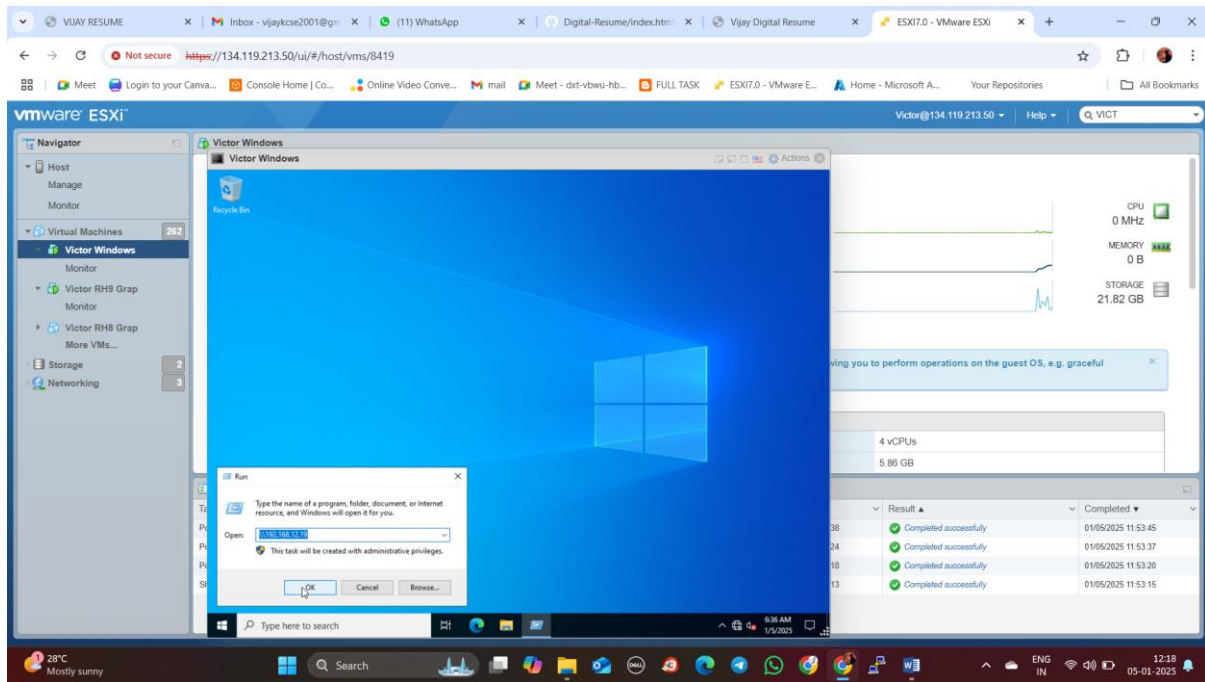 VIJAY RESUME
Inbox - vijaykcse2001@gm
(11) WhatsApp
Digital-Resume/index.html
Vijay Digital Resume
ESXi7.0 - VMware ESXi
Not secure
https://134.119.213.50/ui/#/host/vms/8419
Meet
Login to your Canva...
Console Home | Co...
Online Video Conve...
mail
Meet - dxt-vbwu-hb...
FULL TASK
ESXI7.0 - VMware E...
Home - Microsoft A...
Your Repositories
All Bookmarks
vmware ESXi
Victor@134.119.213.50
Help
VICT
Navigator
Host
Manage
Monitor
Virtual Machines 262
Victor Windows
Monitor
Victor RH9 Grap
Monitor
Victor RH8 Grap
More VMs...
Storage 2
Networking 3
Victor Windows
Victor Windows
Actions
Recycle Bin
CPU
0 MHz
MEMORY
0 B
STORAGE
21.82 GB
ving you to perform operations on the guest OS, e.g. graceful
4 vCPUs
5.86 GB
Run
Type the name of a program, folder, document, or Internet
resource, and Windows will open it for you.
Open: \\192.168.12.19
This task will be created with administrative privileges.
OK
Cancel
Browse...
Result
Completed
38 Completed successfully 01/05/2025 11:53:45
24 Completed successfully 01/05/2025 11:53:37
18 Completed successfully 01/05/2025 11:53:20
13 Completed successfully 01/05/2025 11:53:15
Type here to search
6:36 AM
1/5/2025
28°C
Mostly sunny
Search
ENG
IN
12:18
05-01-2025